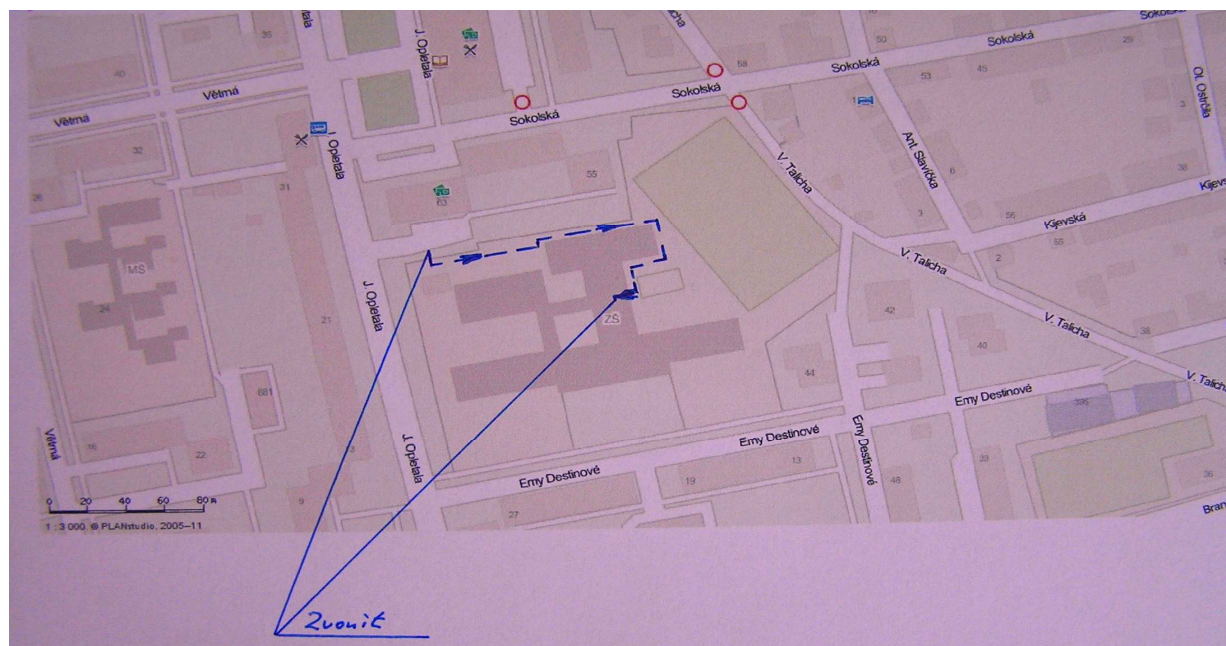 J. Opletala
35
40
Větrná
Větrná
32
26
31
J. Opletala
J. Opletala
63
55
Sokolská
Sokolská
Sokolská
Sokolská
58
50
53
45
29
Ol. Ostrčila
3
38
Ant. Slavíčka
6
V. Talicha
3
56
Kijevská
Kijevská
55
2
V. Talicha
V. Talicha
MŠ
24
21
J. Opletala
ZŠ
42
40
38
44
681
16
22
Větrná
3
9
J. Opletala
Emy Destinové
Emy Destinové
Emy Destinové
Emy Destinové
19
13
27
48
33
36
0 20 40 60 80 m
1 : 3 000 © PLANstudio, 2005–11
Zvonit